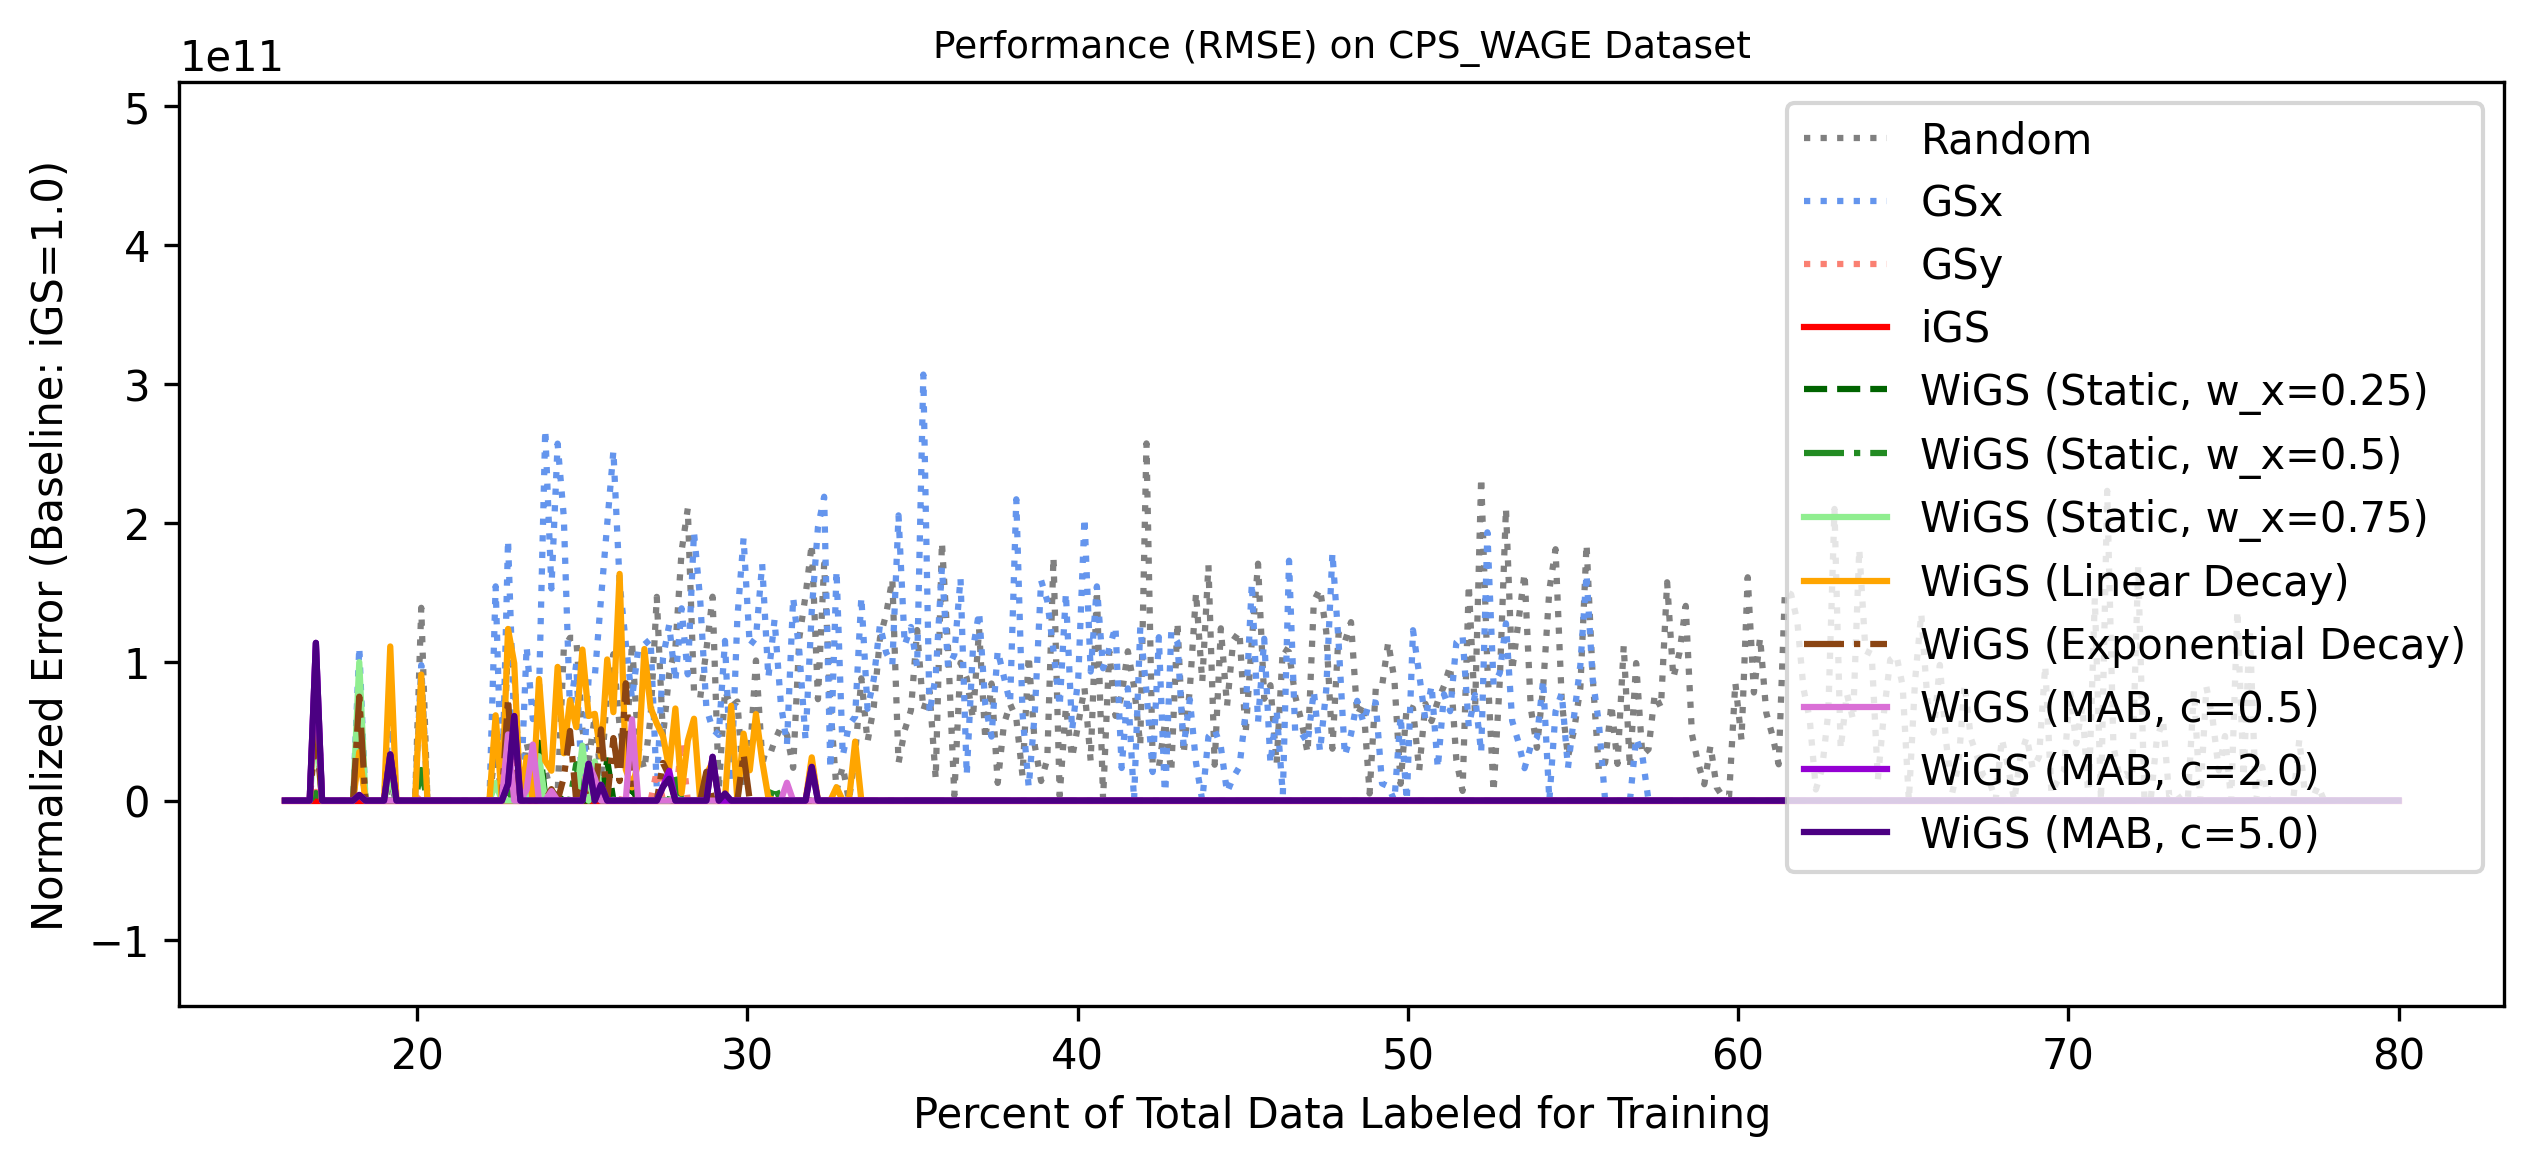 Performance (RMSE) on CPS_WAGE Dataset
1e11
5
4
3
2
1
0
−1
Normalized Error (Baseline: iGS=1.0)
Random
GSx
GSy
iGS
WiGS (Static, w_x=0.25)
WiGS (Static, w_x=0.5)
WiGS (Static, w_x=0.75)
WiGS (Linear Decay)
WiGS (Exponential Decay)
WiGS (MAB, c=0.5)
WiGS (MAB, c=2.0)
WiGS (MAB, c=5.0)
20 30 40 50 60 70 80
Percent of Total Data Labeled for Training